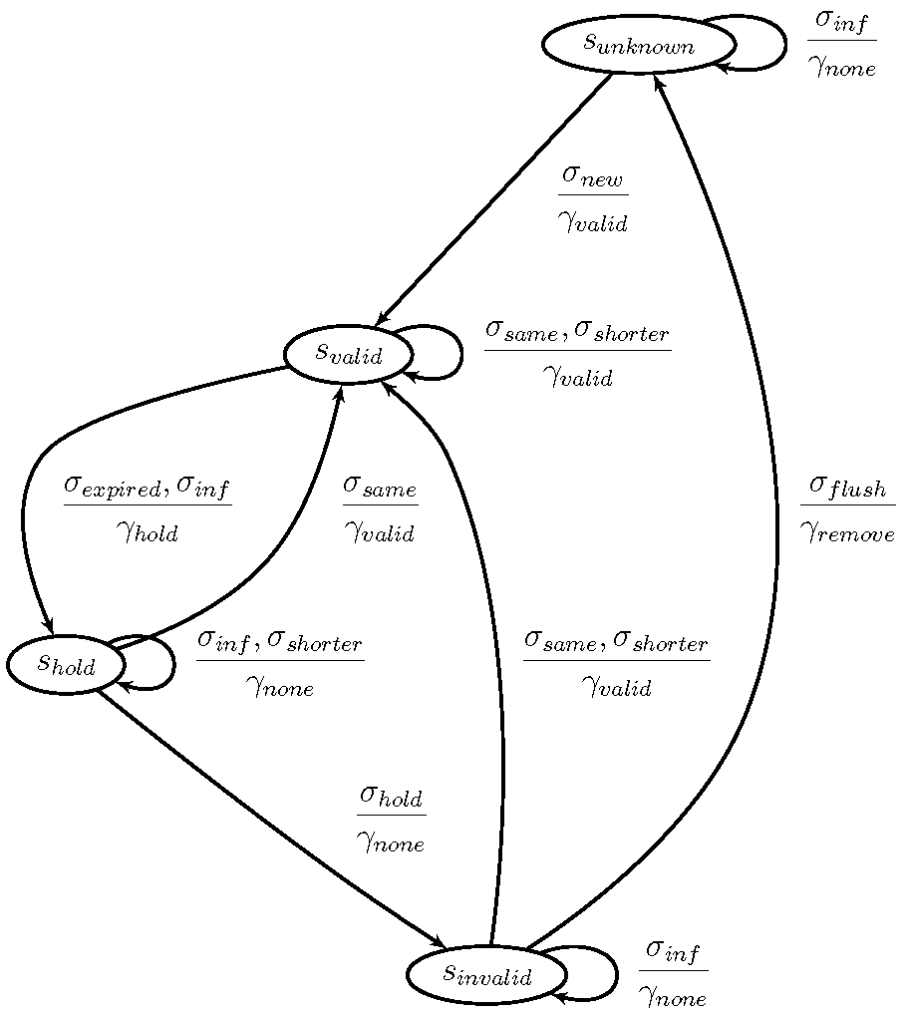 s_unknown
σ_inf
γ_none
σ_new
γ_valid
s_valid
σ_same, σ_shorter
γ_valid
σ_expired, σ_inf
γ_hold
σ_same
γ_valid
σ_flush
γ_remove
s_hold
σ_inf, σ_shorter
γ_none
σ_same, σ_shorter
γ_valid
σ_hold
γ_none
s_invalid
σ_inf
γ_none